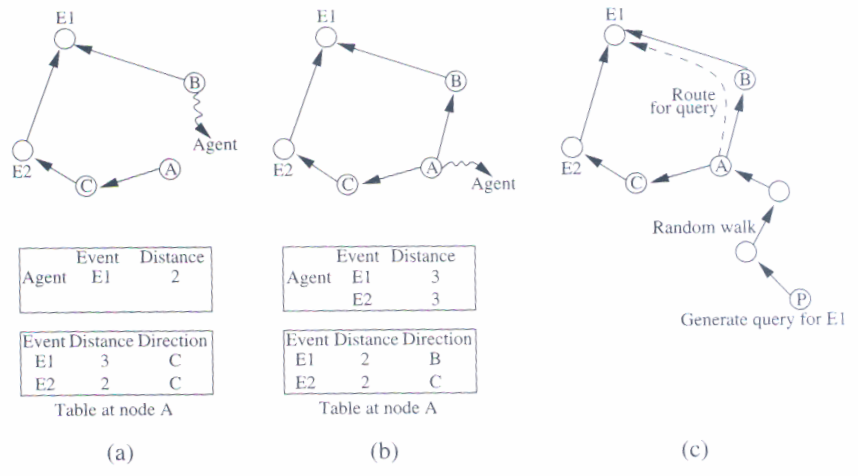 E1
B
Agent
A
E2
C
Event Distance
Agent E1 2
Event Distance Direction
E1 3 C
E2 2 C
Table at node A
(a)
E1
B
A
E2
C
Agent
Event Distance
Agent E1 3
E2 3
Event Distance Direction
E1 2 B
E2 2 C
Table at node A
(b)
E1
B
Route
for query
E2
A
C
Random walk
P
Generate query for E1
(c)